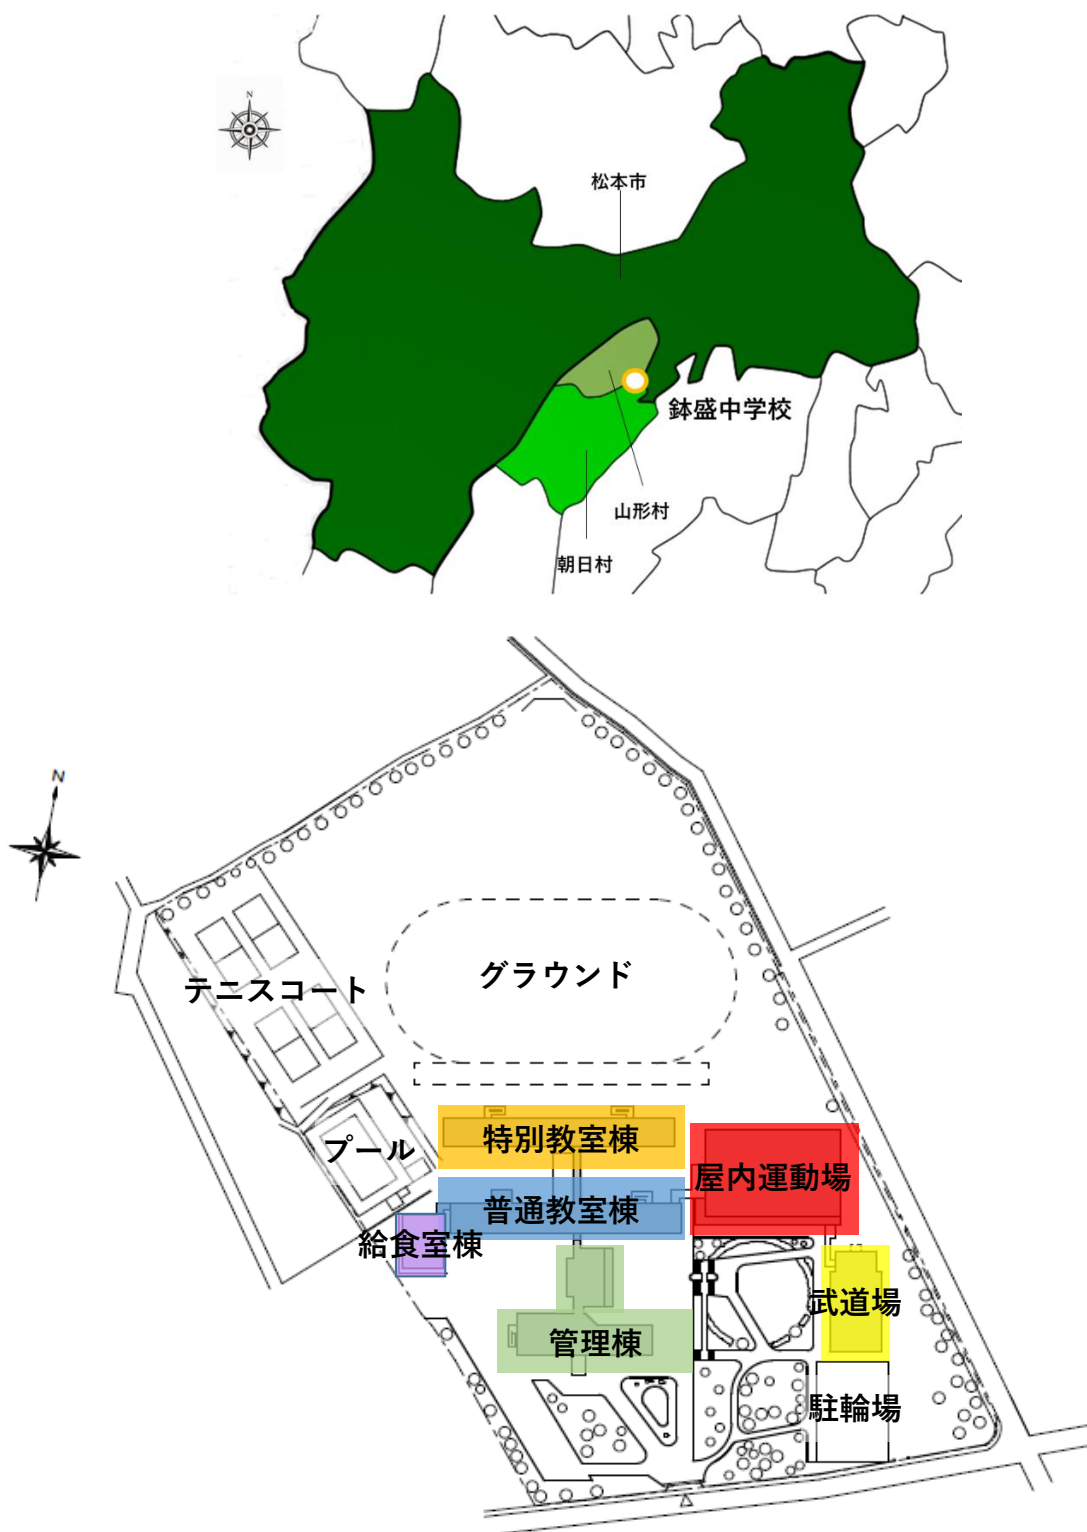 N
松本市
鉢盛中学校
山形村
朝日村
N
グラウンド
テニスコート
特別教室棟
プール
屋内運動場
普通教室棟
給食室棟
武道場
管理棟
駐輪場